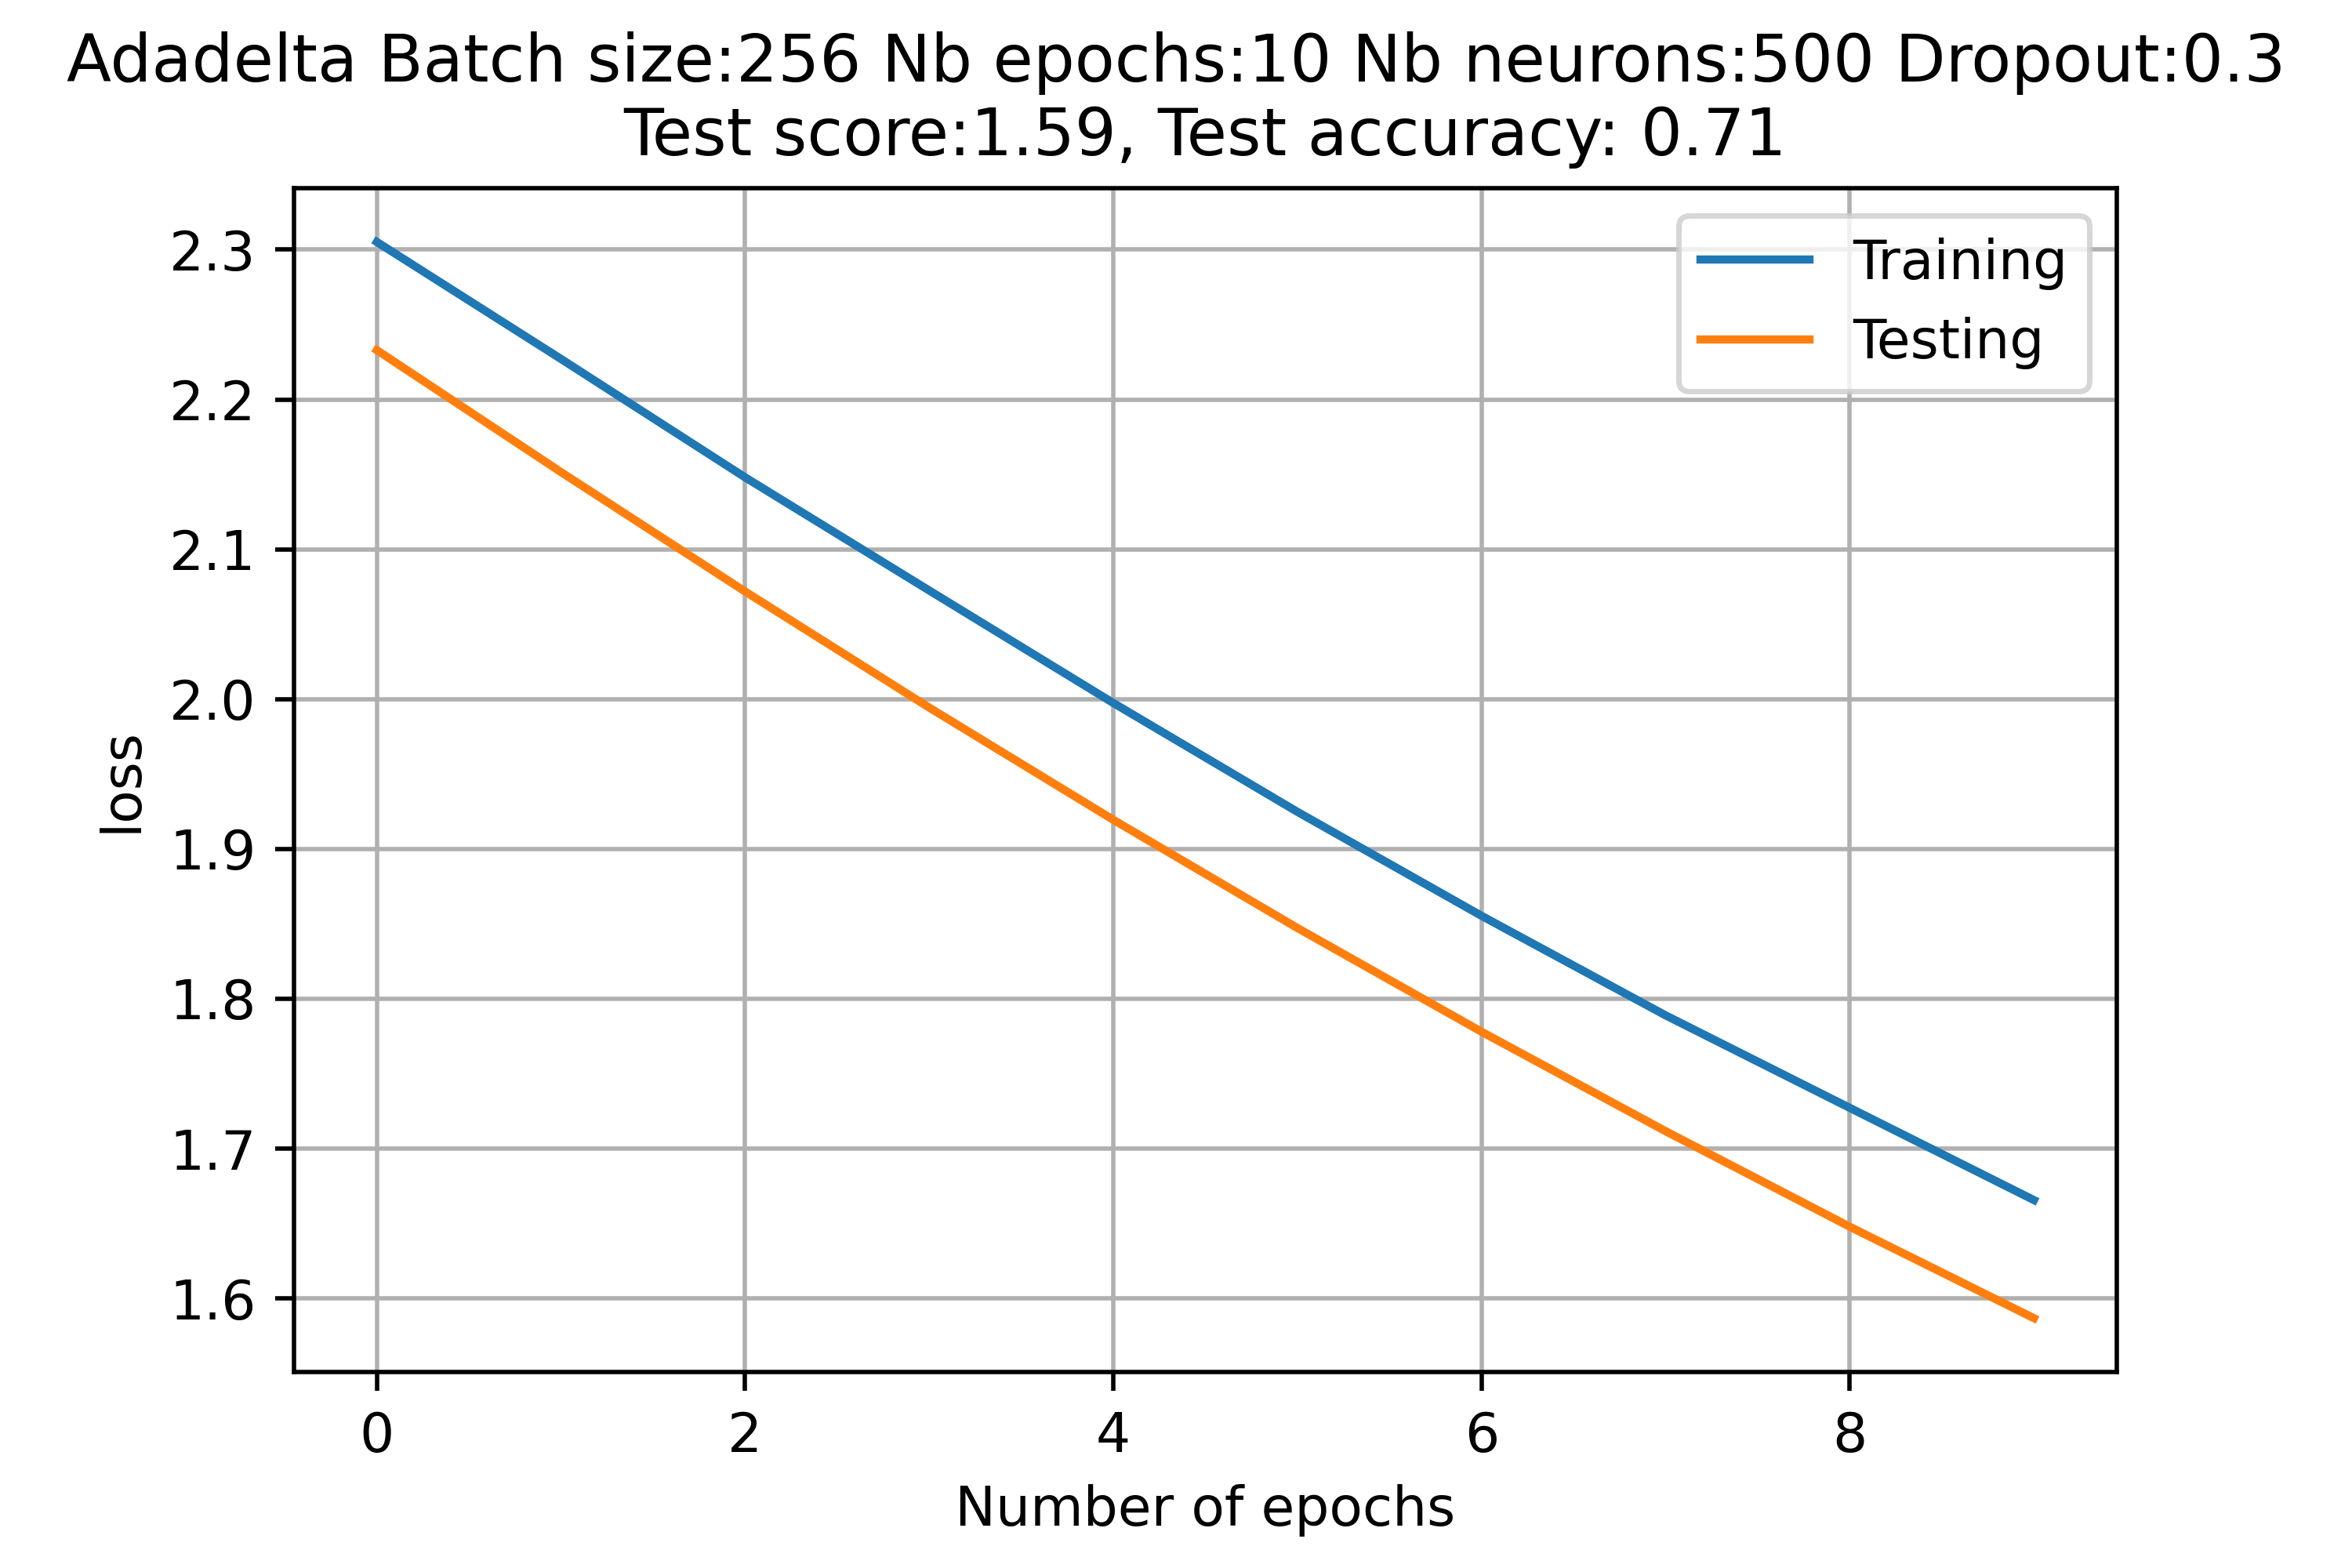 Adadelta Batch size:256 Nb epochs:10 Nb neurons:500 Dropout:0.3
Test score:1.59, Test accuracy: 0.71
Training
Testing
2.3
2.2
2.1
2.0
1.9
1.8
1.7
1.6
loss
0 2 4 6 8
Number of epochs